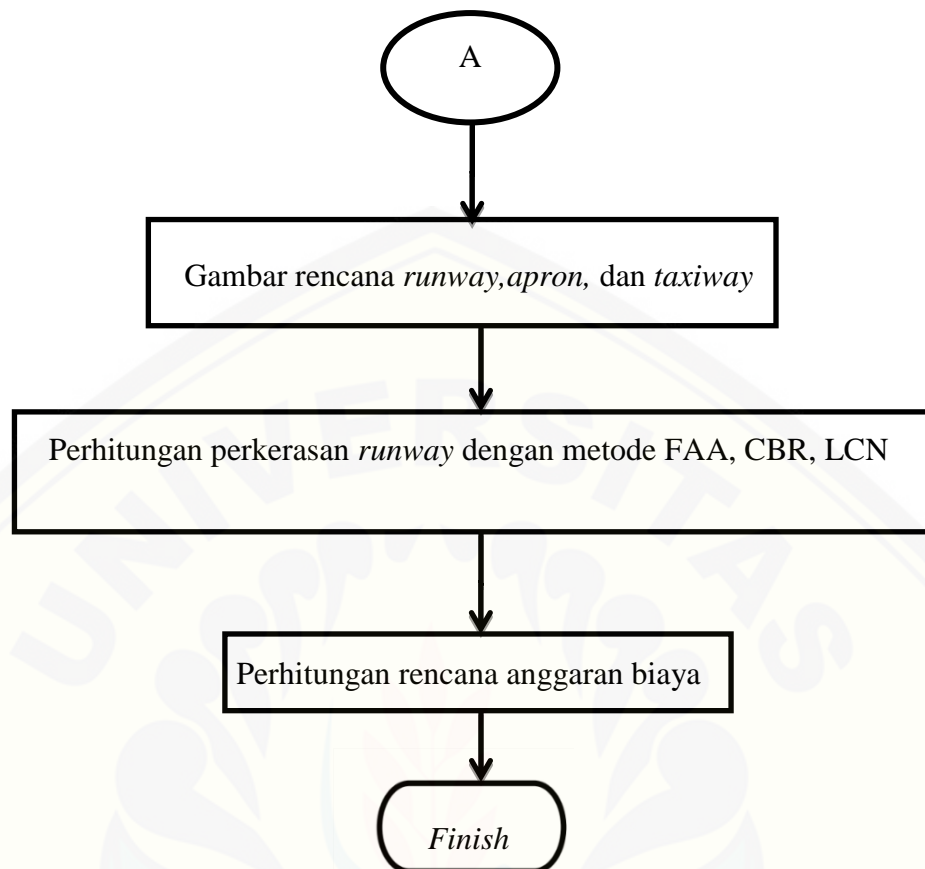 A
Gambar rencana runway,apron, dan taxiway
Perhitungan perkerasan runway dengan metode FAA, CBR, LCN
UNIVERSITAS
Perhitungan rencana anggaran biaya
Finish